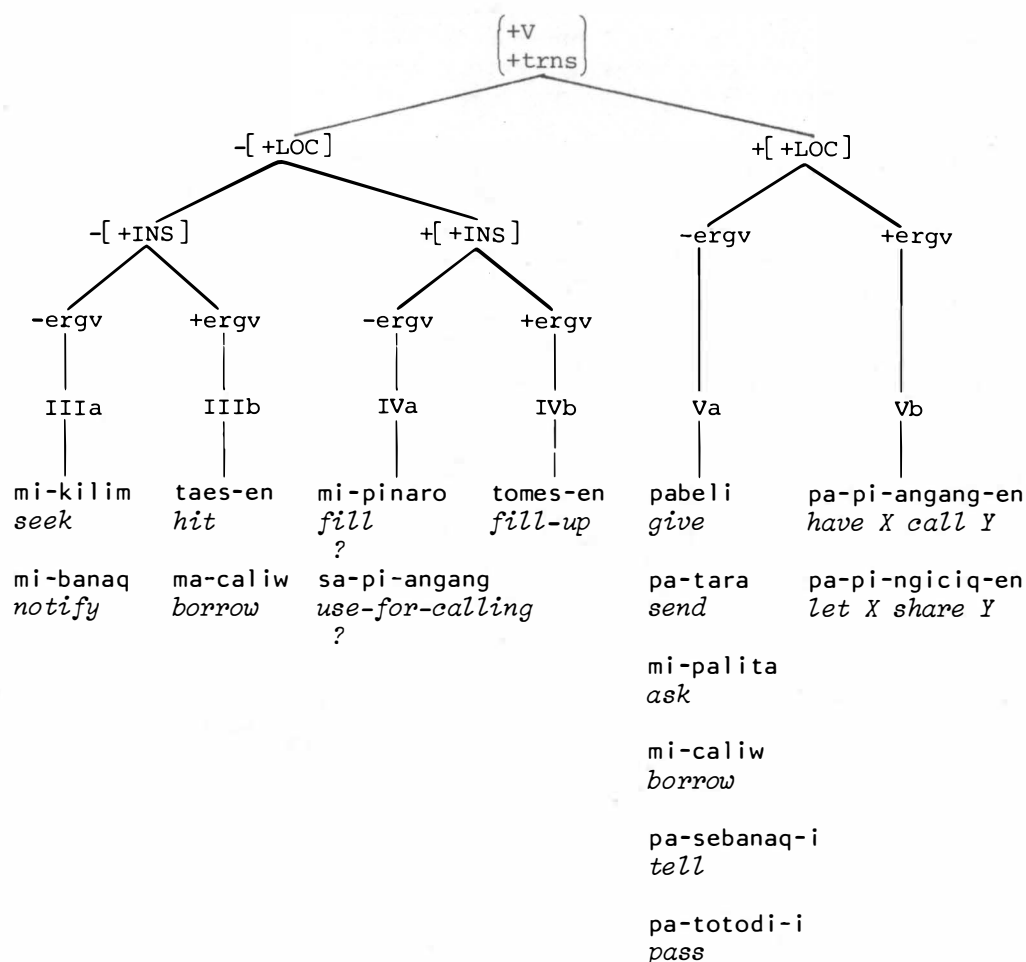 +V
+trns
-[ +LOC] +[ +LOC]
-[ +INS ] +[ +INS ] -ergv +ergv
-ergv +ergv -ergv +ergv
IIIa IIIb IVa IVb Va Vb
mi-kilim taes-en mi-pinaro tomes-en pabeli pa-pi-angang-en
seek hit fill fill-up give have X call Y
?
mi-banaq ma-caliw sa-pi-angang pa-tara pa-pi-ngiciq-en
notify borrow use-for-calling send let X share Y
?
mi-palita
ask
mi-caliw
borrow
pa-sebanaq-i
tell
pa-totodi-i
pass